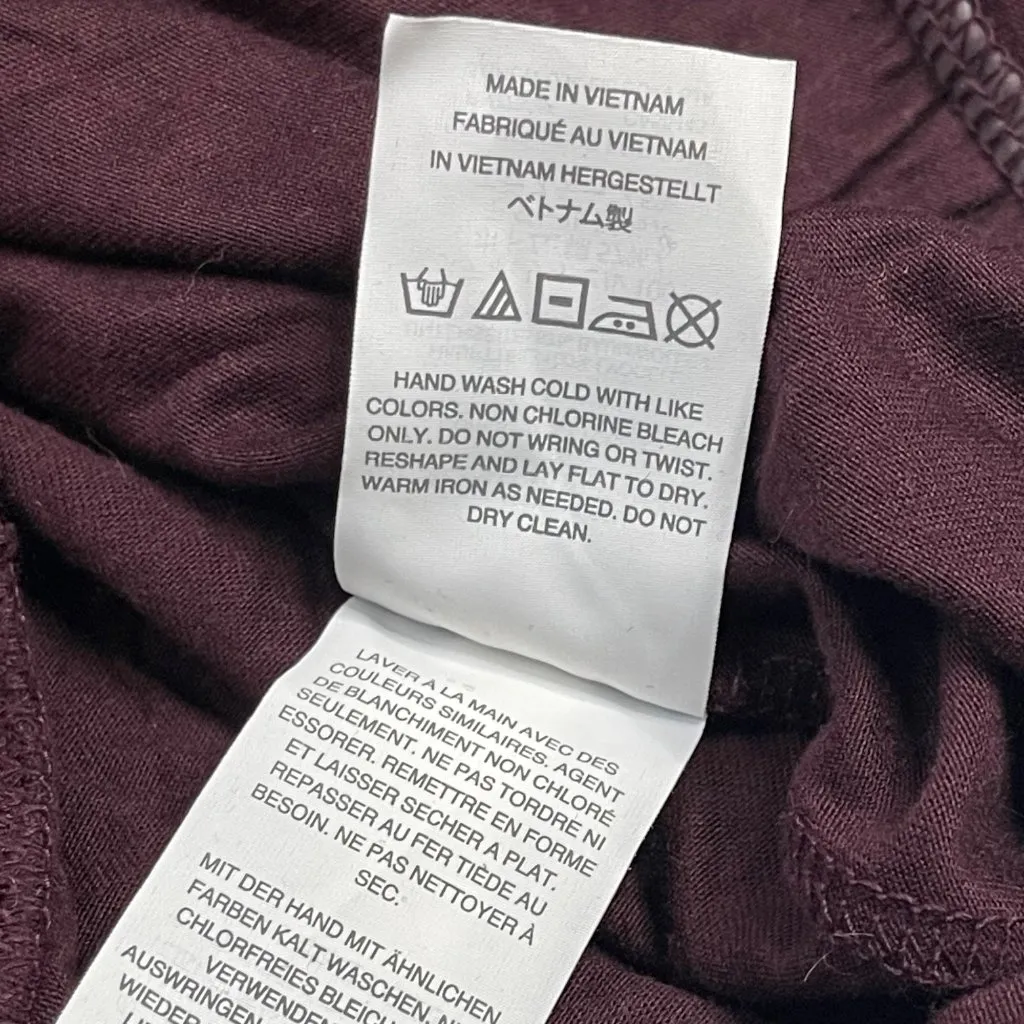 MADE IN VIETNAM
FABRIQUÉ AU VIETNAM
IN VIETNAM HERGESTELLT
ベトナム製
HAND WASH COLD WITH LIKE
COLORS. NON CHLORINE BLEACH
ONLY. DO NOT WRING OR TWIST.
RESHAPE AND LAY FLAT TO DRY.
WARM IRON AS NEEDED. DO NOT
DRY CLEAN.
LAVER A LA MAIN AVEC DES
COULEURS SIMILAIRES. AGENT
DE BLANCHIMENT NON CHLORÉ
SEULEMENT. NE PAS TORDRE NI
ESSORER. REMETTRE EN FORME
ET LAISSER SECHER A PLAT.
REPASSER AU FER TIÈDE AU
BESOIN. NE PAS NETTOYER À
SEC.
MIT DER HAND MIT ÄHNLICHEN
FARBEN KALT WASCHEN.
CHLORFREIES
VERWENDEN
AUSWRINGEN
WIEDER